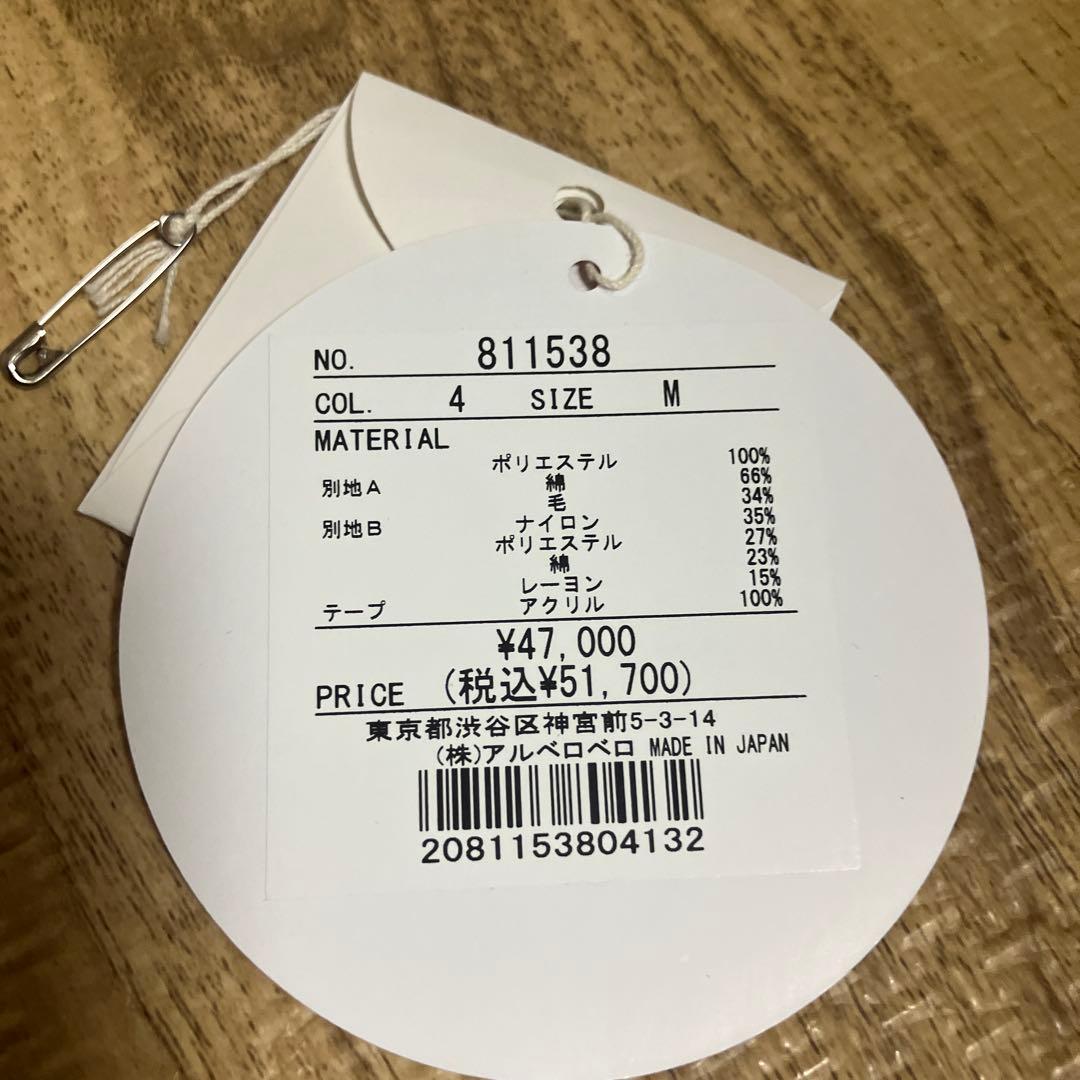 NO. 811538
COL. 4 SIZE M
MATERIAL
ポリエステル 100%
別地A 綿 66%
毛 34%
別地B ナイロン 35%
ポリエステル 27%
綿 23%
レーヨン 15%
テープ アクリル 100%
¥47,000
PRICE (税込¥51,700)
東京都渋谷区神宮前5-3-14
(株)アルベロベロ MADE IN JAPAN
2081153804132